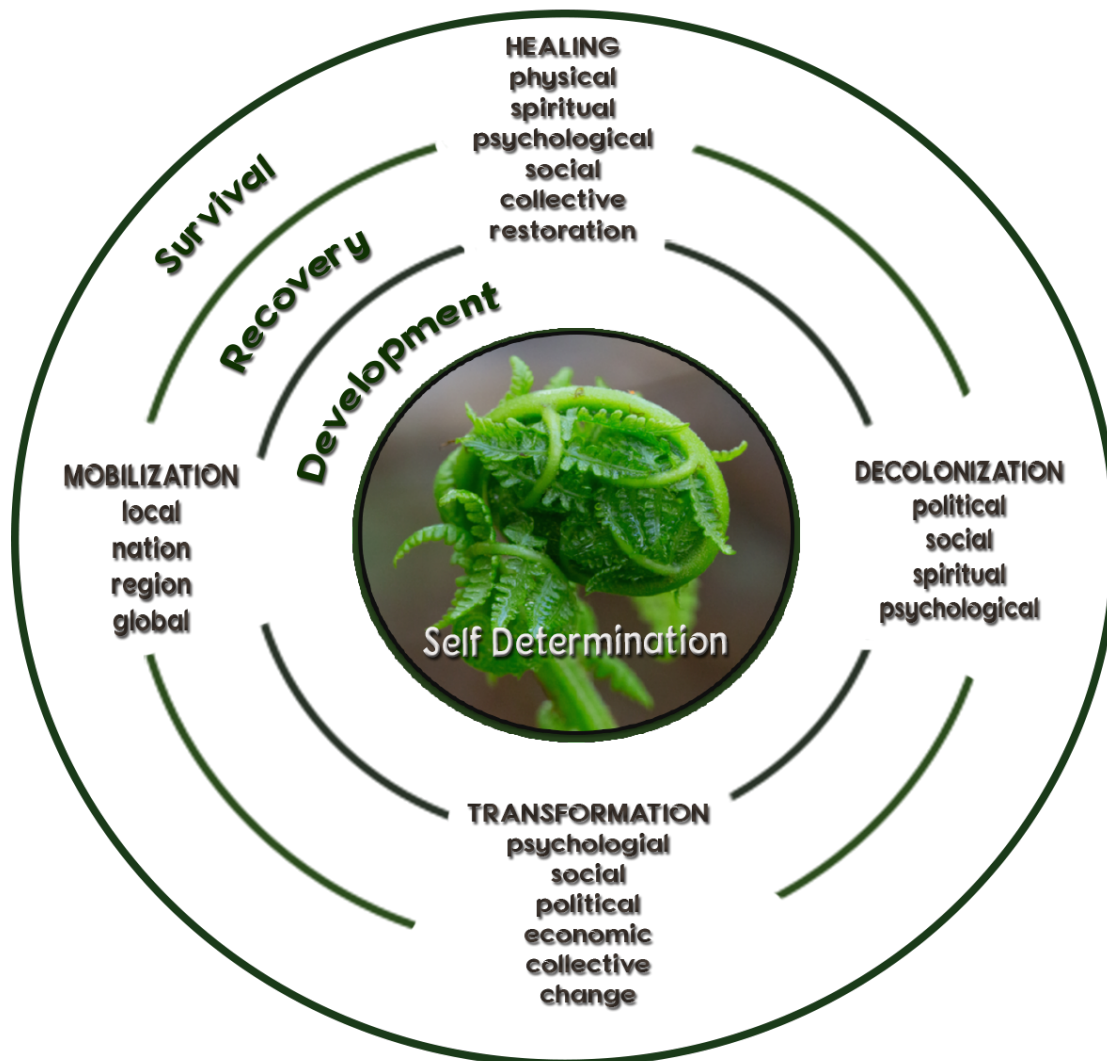 HEALING
physical
spiritual
psychological
social
collective
restoration
Survival
Recovery
Development
MOBILIZATION
local
nation
region
global
DECOLONIZATION
political
social
spiritual
psychological
Self Determination
TRANSFORMATION
psychologial
social
political
economic
collective
change